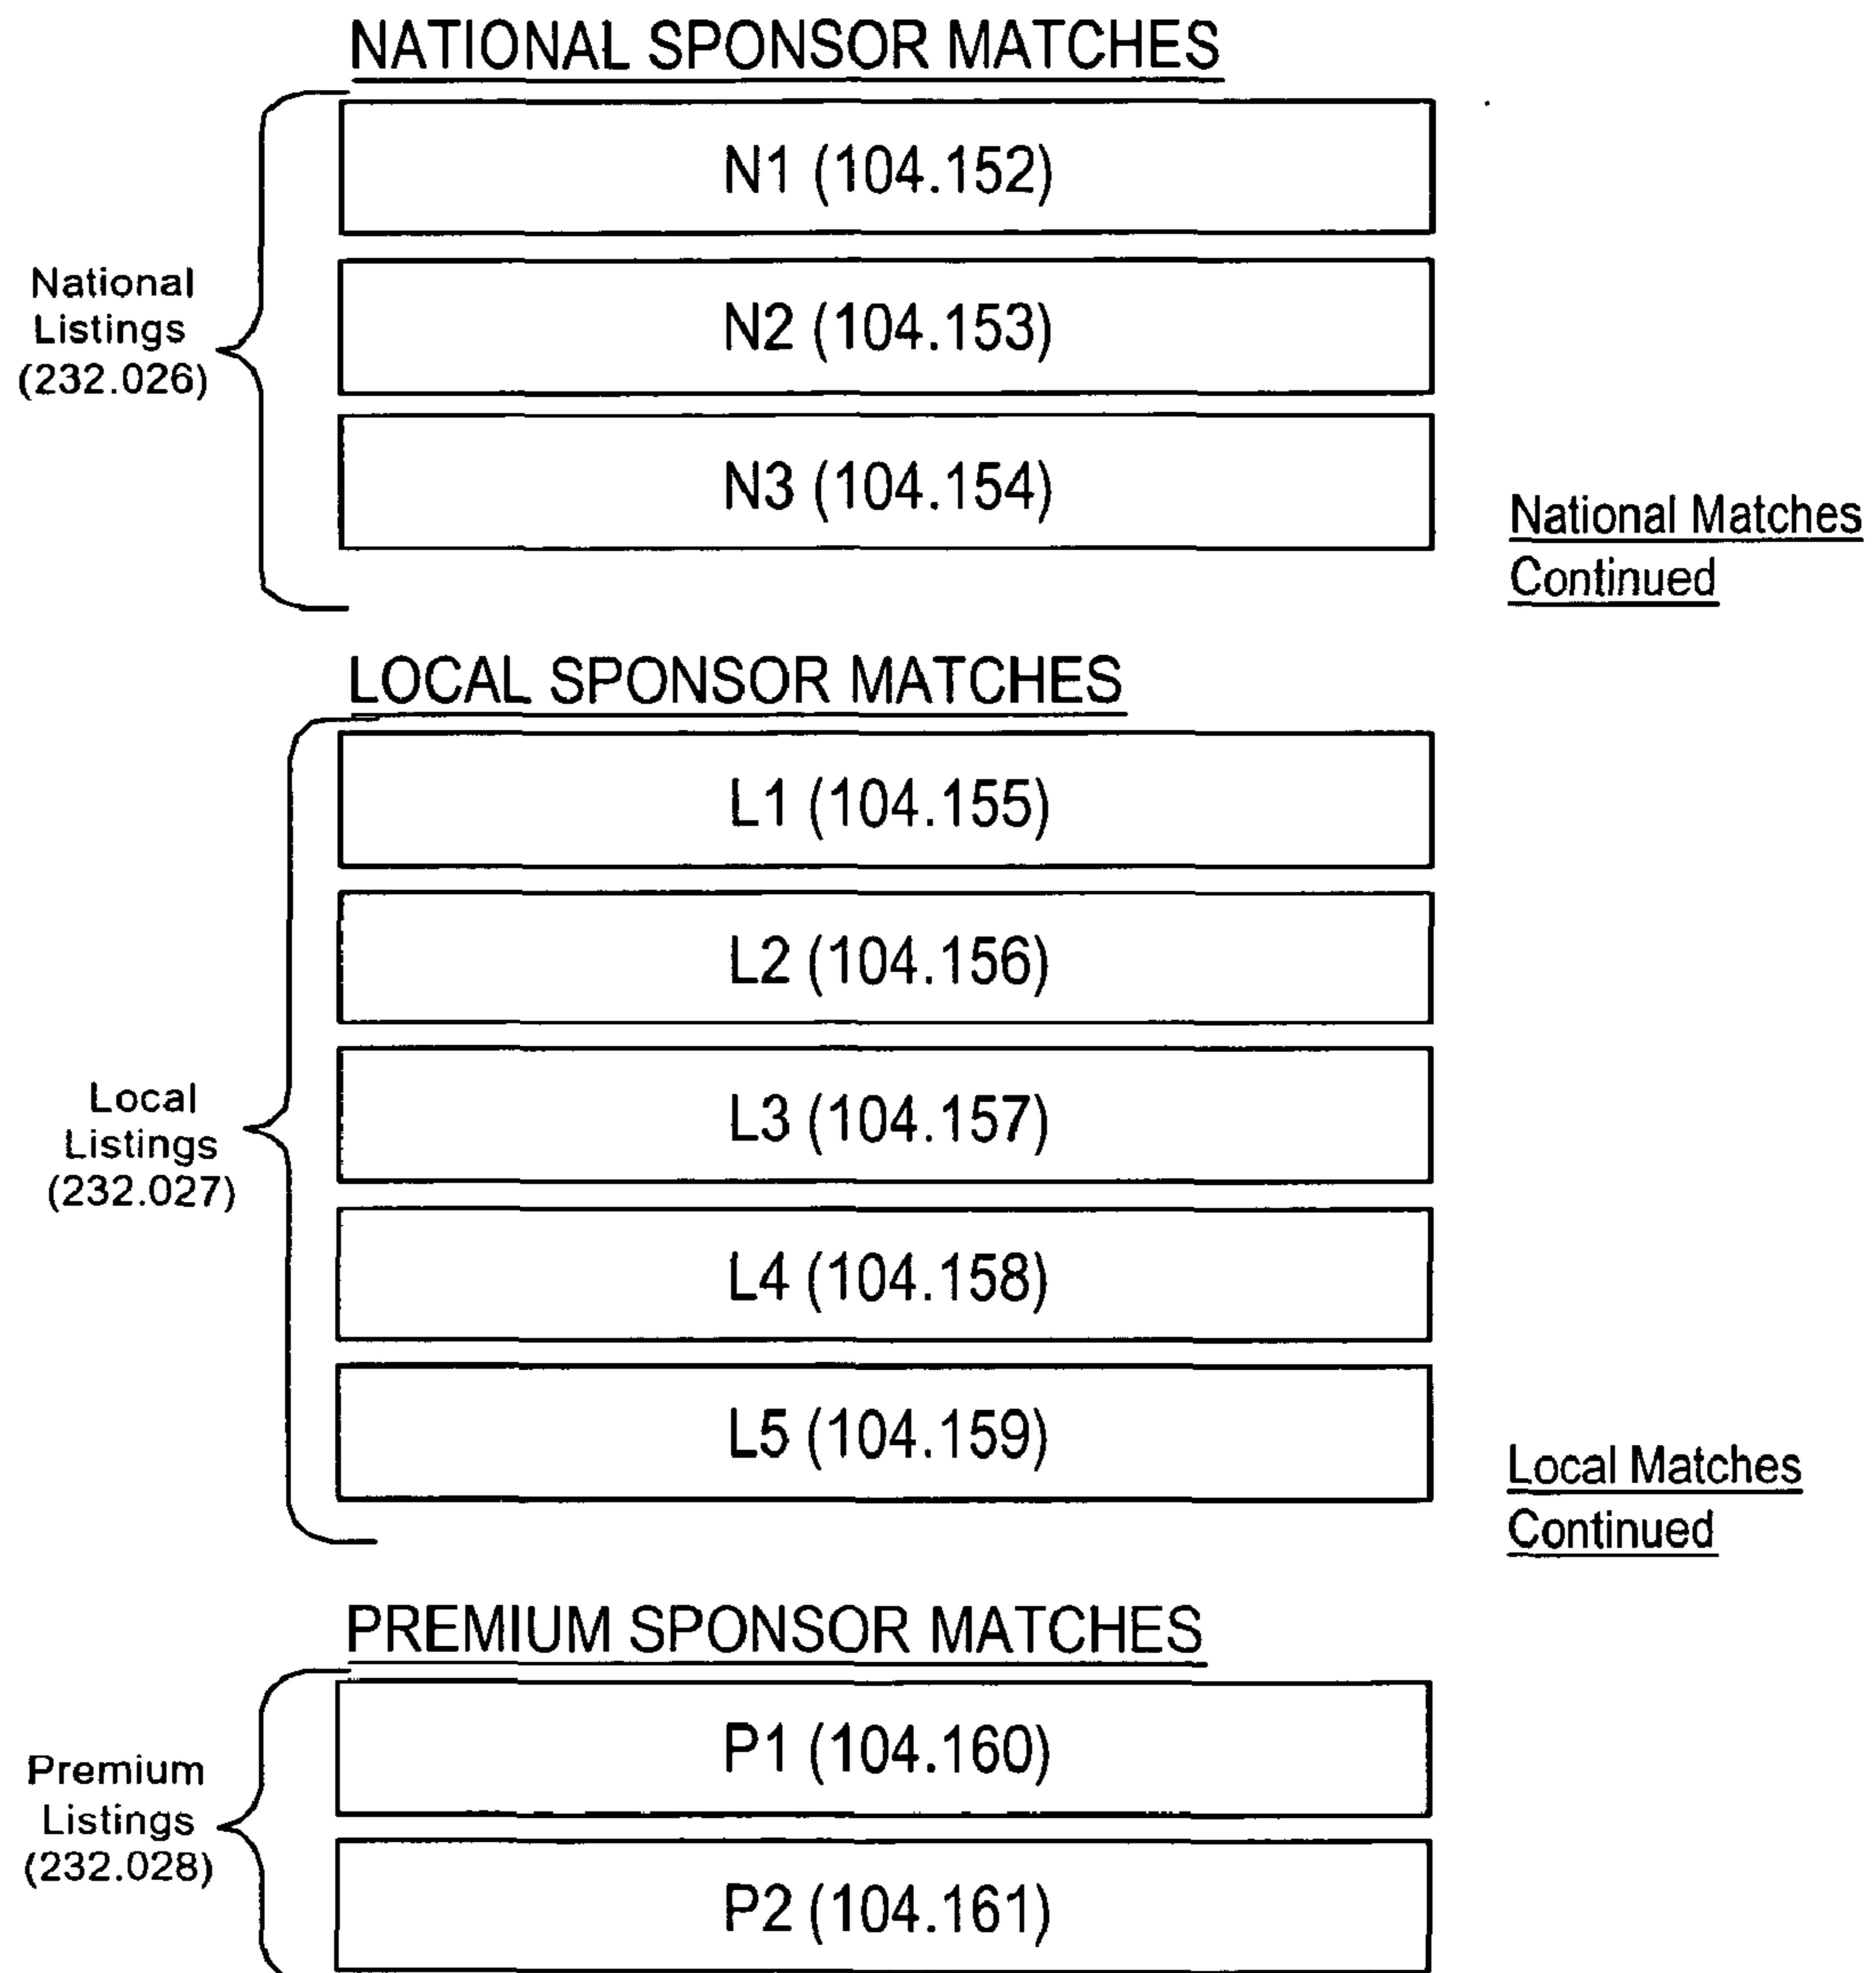 NATIONAL SPONSOR MATCHES
N1 (104.152)
National
Listings
(232.026)
N2 (104.153)
N3 (104.154)
National Matches
Continued
LOCAL SPONSOR MATCHES
L1 (104.155)
L2 (104.156)
Local
Listings
(232.027)
L3 (104.157)
L4 (104.158)
L5 (104.159)
Local Matches
Continued
PREMIUM SPONSOR MATCHES
Premium
Listings
(232.028)
P1 (104.160)
P2 (104.161)